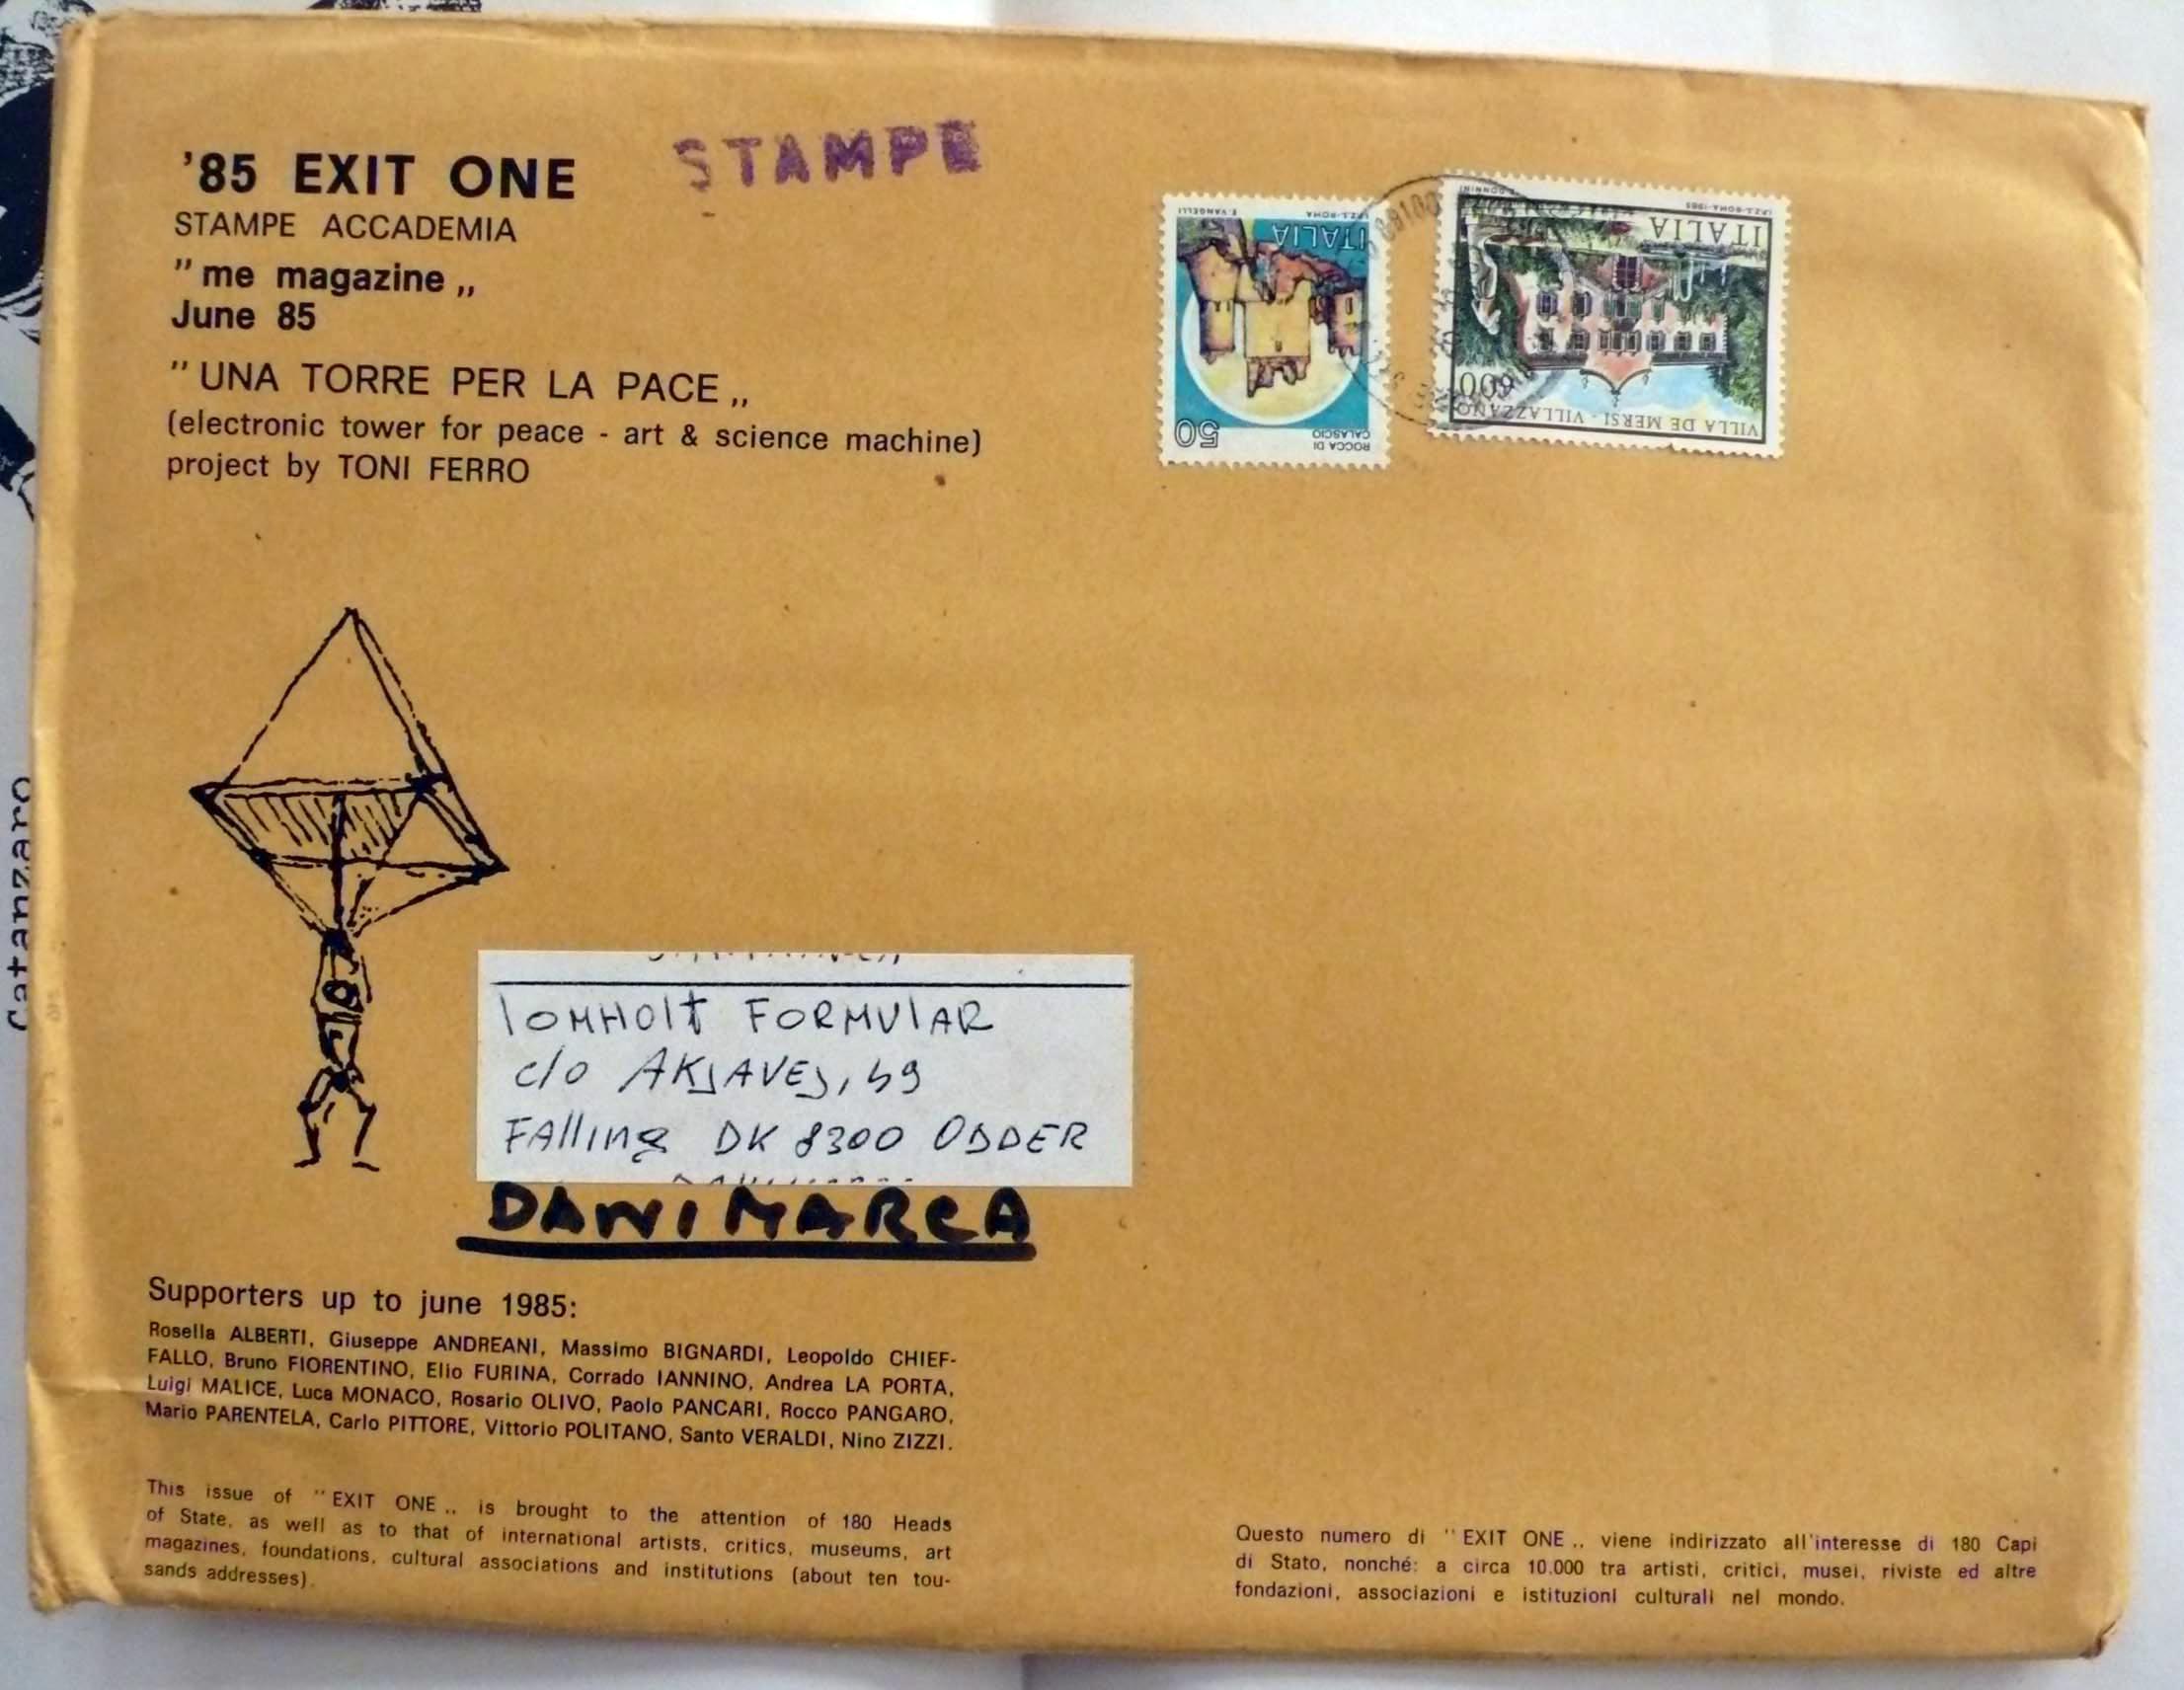 '85 EXIT ONE
STAMPE ACCADEMIA
" me magazine „
June 85
" UNA TORRE PER LA PACE „
(electronic tower for peace - art & science machine)
project by TONI FERRO
STAMPE
ROCCA DI
CALASCIO
50
ITALIA
I.P.Z.S.-ROMA E. VANGELLI
VILLA DE MERSI - VILLAZZANO
600
ITALIA
I.P.Z.S.-ROMA-1985 DONNINI
Catanzaro
lOMHOlt FORMUlAR
c/o AKJAVEJ, 49
FAllING DK 8300 ODDER
DANIMARCA
Supporters up to june 1985:
Rosella ALBERTI, Giuseppe ANDREANI, Massimo BIGNARDI, Leopoldo CHIEF-
FALLO, Bruno FIORENTINO, Elio FURINA, Corrado IANNINO, Andrea LA PORTA,
Luigi MALICE, Luca MONACO, Rosario OLIVO, Paolo PANCARI, Rocco PANGARO,
Mario PARENTELA, Carlo PITTORE, Vittorio POLITANO, Santo VERALDI, Nino ZIZZI.
This issue of " EXIT ONE „ is brought to the attention of 180 Heads
of State, as well as to that of international artists, critics, museums, art
magazines, foundations, cultural associations and institutions (about ten tou-
sands addresses).
Questo numero di " EXIT ONE „ viene indirizzato all'interesse di 180 Capi
di Stato, nonché: a circa 10.000 tra artisti, critici, musei, riviste ed altre
fondazioni, associazioni e istituzioni culturali nel mondo.